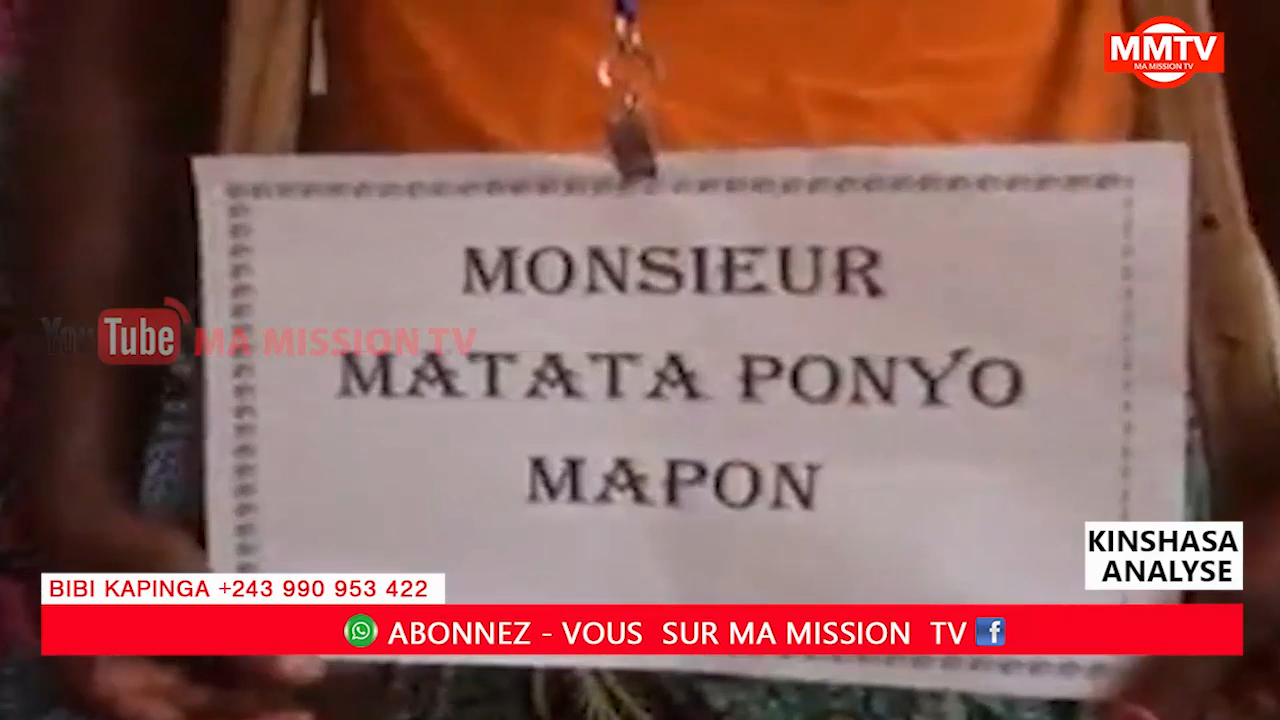 MMTV
MA MISSION TV
MONSIEUR
YouTube MA MISSION TV
MATATA PONYO
MAPON
KINSHASA
ANALYSE
BIBI KAPINGA +243 990 953 422
ABONNEZ - VOUS SUR MA MISSION TV